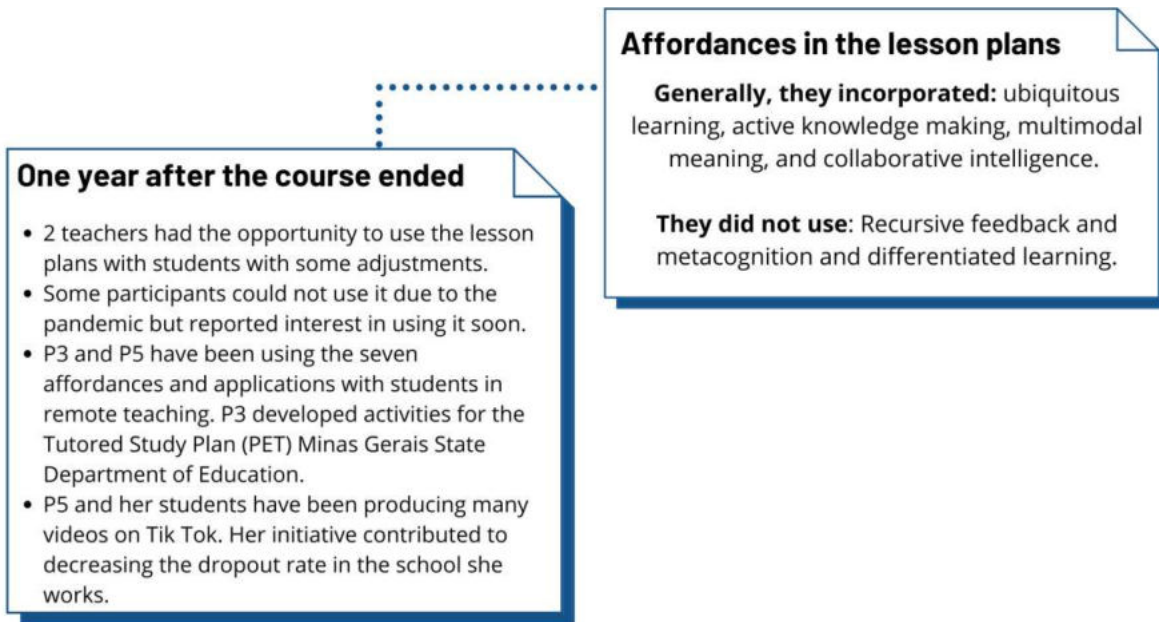 Affordances in the lesson plans
Generally, they incorporated: ubiquitous
learning, active knowledge making, multimodal
meaning, and collaborative intelligence.
They did not use: Recursive feedback and
metacognition and differentiated learning.
One year after the course ended
• 2 teachers had the opportunity to use the lesson
plans with students with some adjustments.
• Some participants could not use it due to the
pandemic but reported interest in using it soon.
• P3 and P5 have been using the seven
affordances and applications with students in
remote teaching. P3 developed activities for the
Tutored Study Plan (PET) Minas Gerais State
Department of Education.
• P5 and her students have been producing many
videos on Tik Tok. Her initiative contributed to
decreasing the dropout rate in the school she
works.